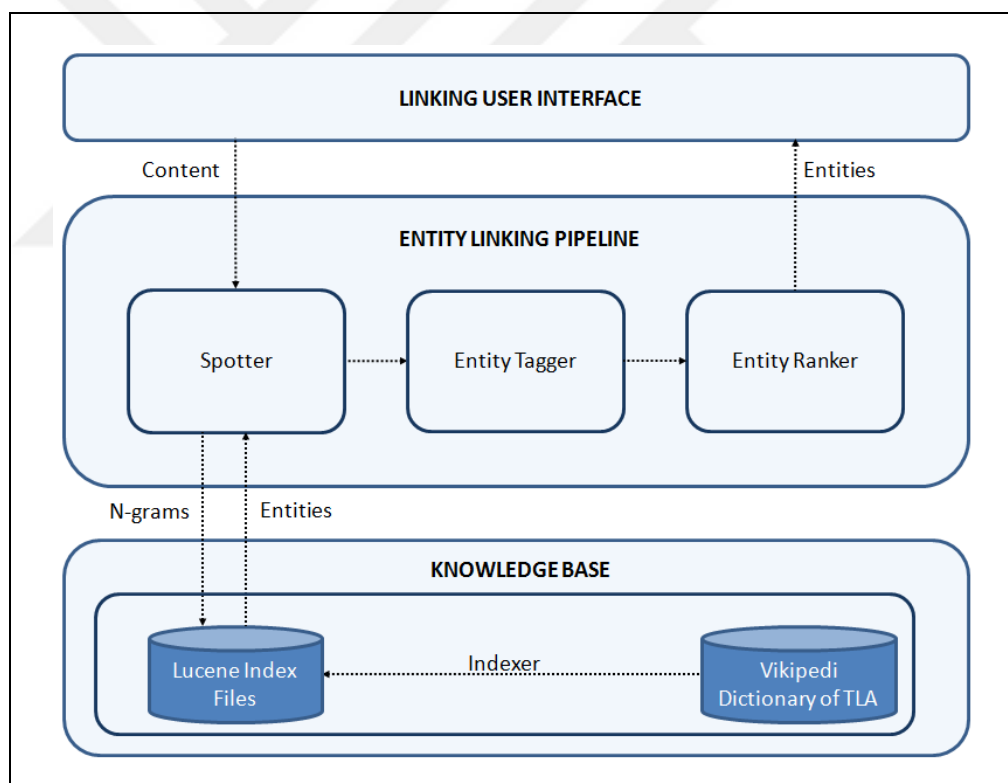 LINKING USER INTERFACE
Content
Entities
ENTITY LINKING PIPELINE
Spotter
Entity Tagger
Entity Ranker
N-grams
Entities
KNOWLEDGE BASE
Lucene Index
Files
Indexer
Vikipedi
Dictionary of TLA